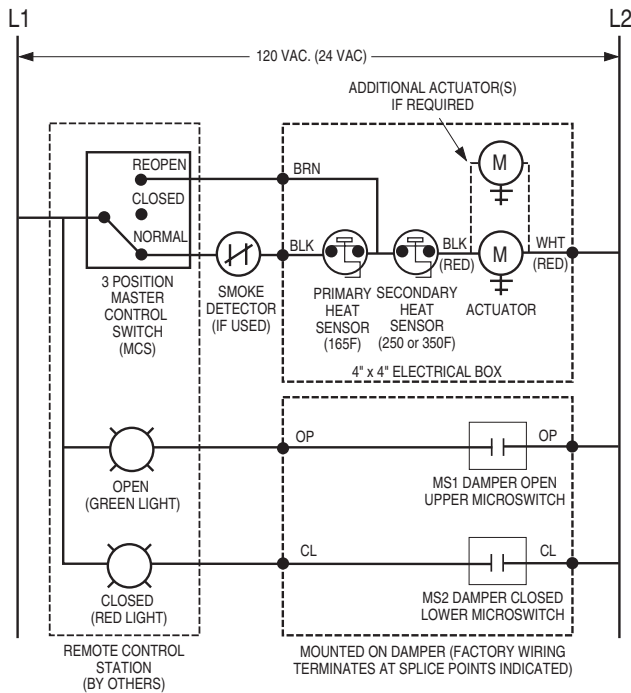 L1
L2
120 VAC. (24 VAC)
ADDITIONAL ACTUATOR(S)
IF REQUIRED
REOPEN
CLOSED
NORMAL
3 POSITION
MASTER
CONTROL
SWITCH
(MCS)
SMOKE
DETECTOR
(IF USED)
BRN
BLK
PRIMARY
HEAT
SENSOR
(165F)
SECONDARY
HEAT
SENSOR
(250 or 350F)
BLK
(RED)
M
M
ACTUATOR
WHT
(RED)
4" x 4" ELECTRICAL BOX
OPEN
(GREEN LIGHT)
OP
OP
MS1 DAMPER OPEN
UPPER MICROSWITCH
CLOSED
(RED LIGHT)
CL
CL
MS2 DAMPER CLOSED
LOWER MICROSWITCH
REMOTE CONTROL
STATION
(BY OTHERS)
MOUNTED ON DAMPER (FACTORY WIRING
TERMINATES AT SPLICE POINTS INDICATED)